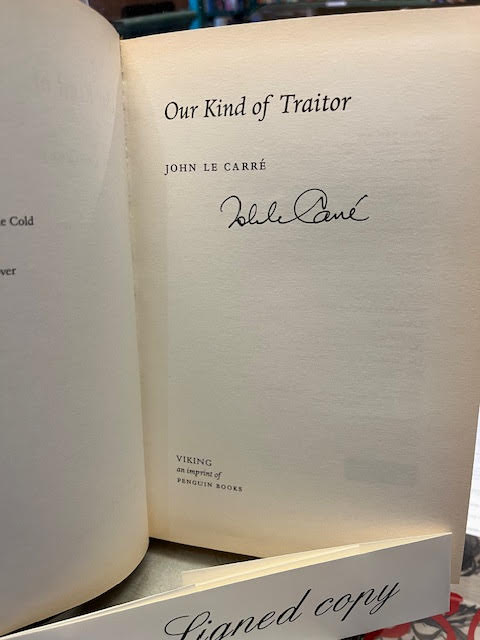 e Cold
ver
Our Kind of Traitor
JOHN LE CARRÉ
John le Carré
VIKING
an imprint of
PENGUIN BOOKS
Signed copy